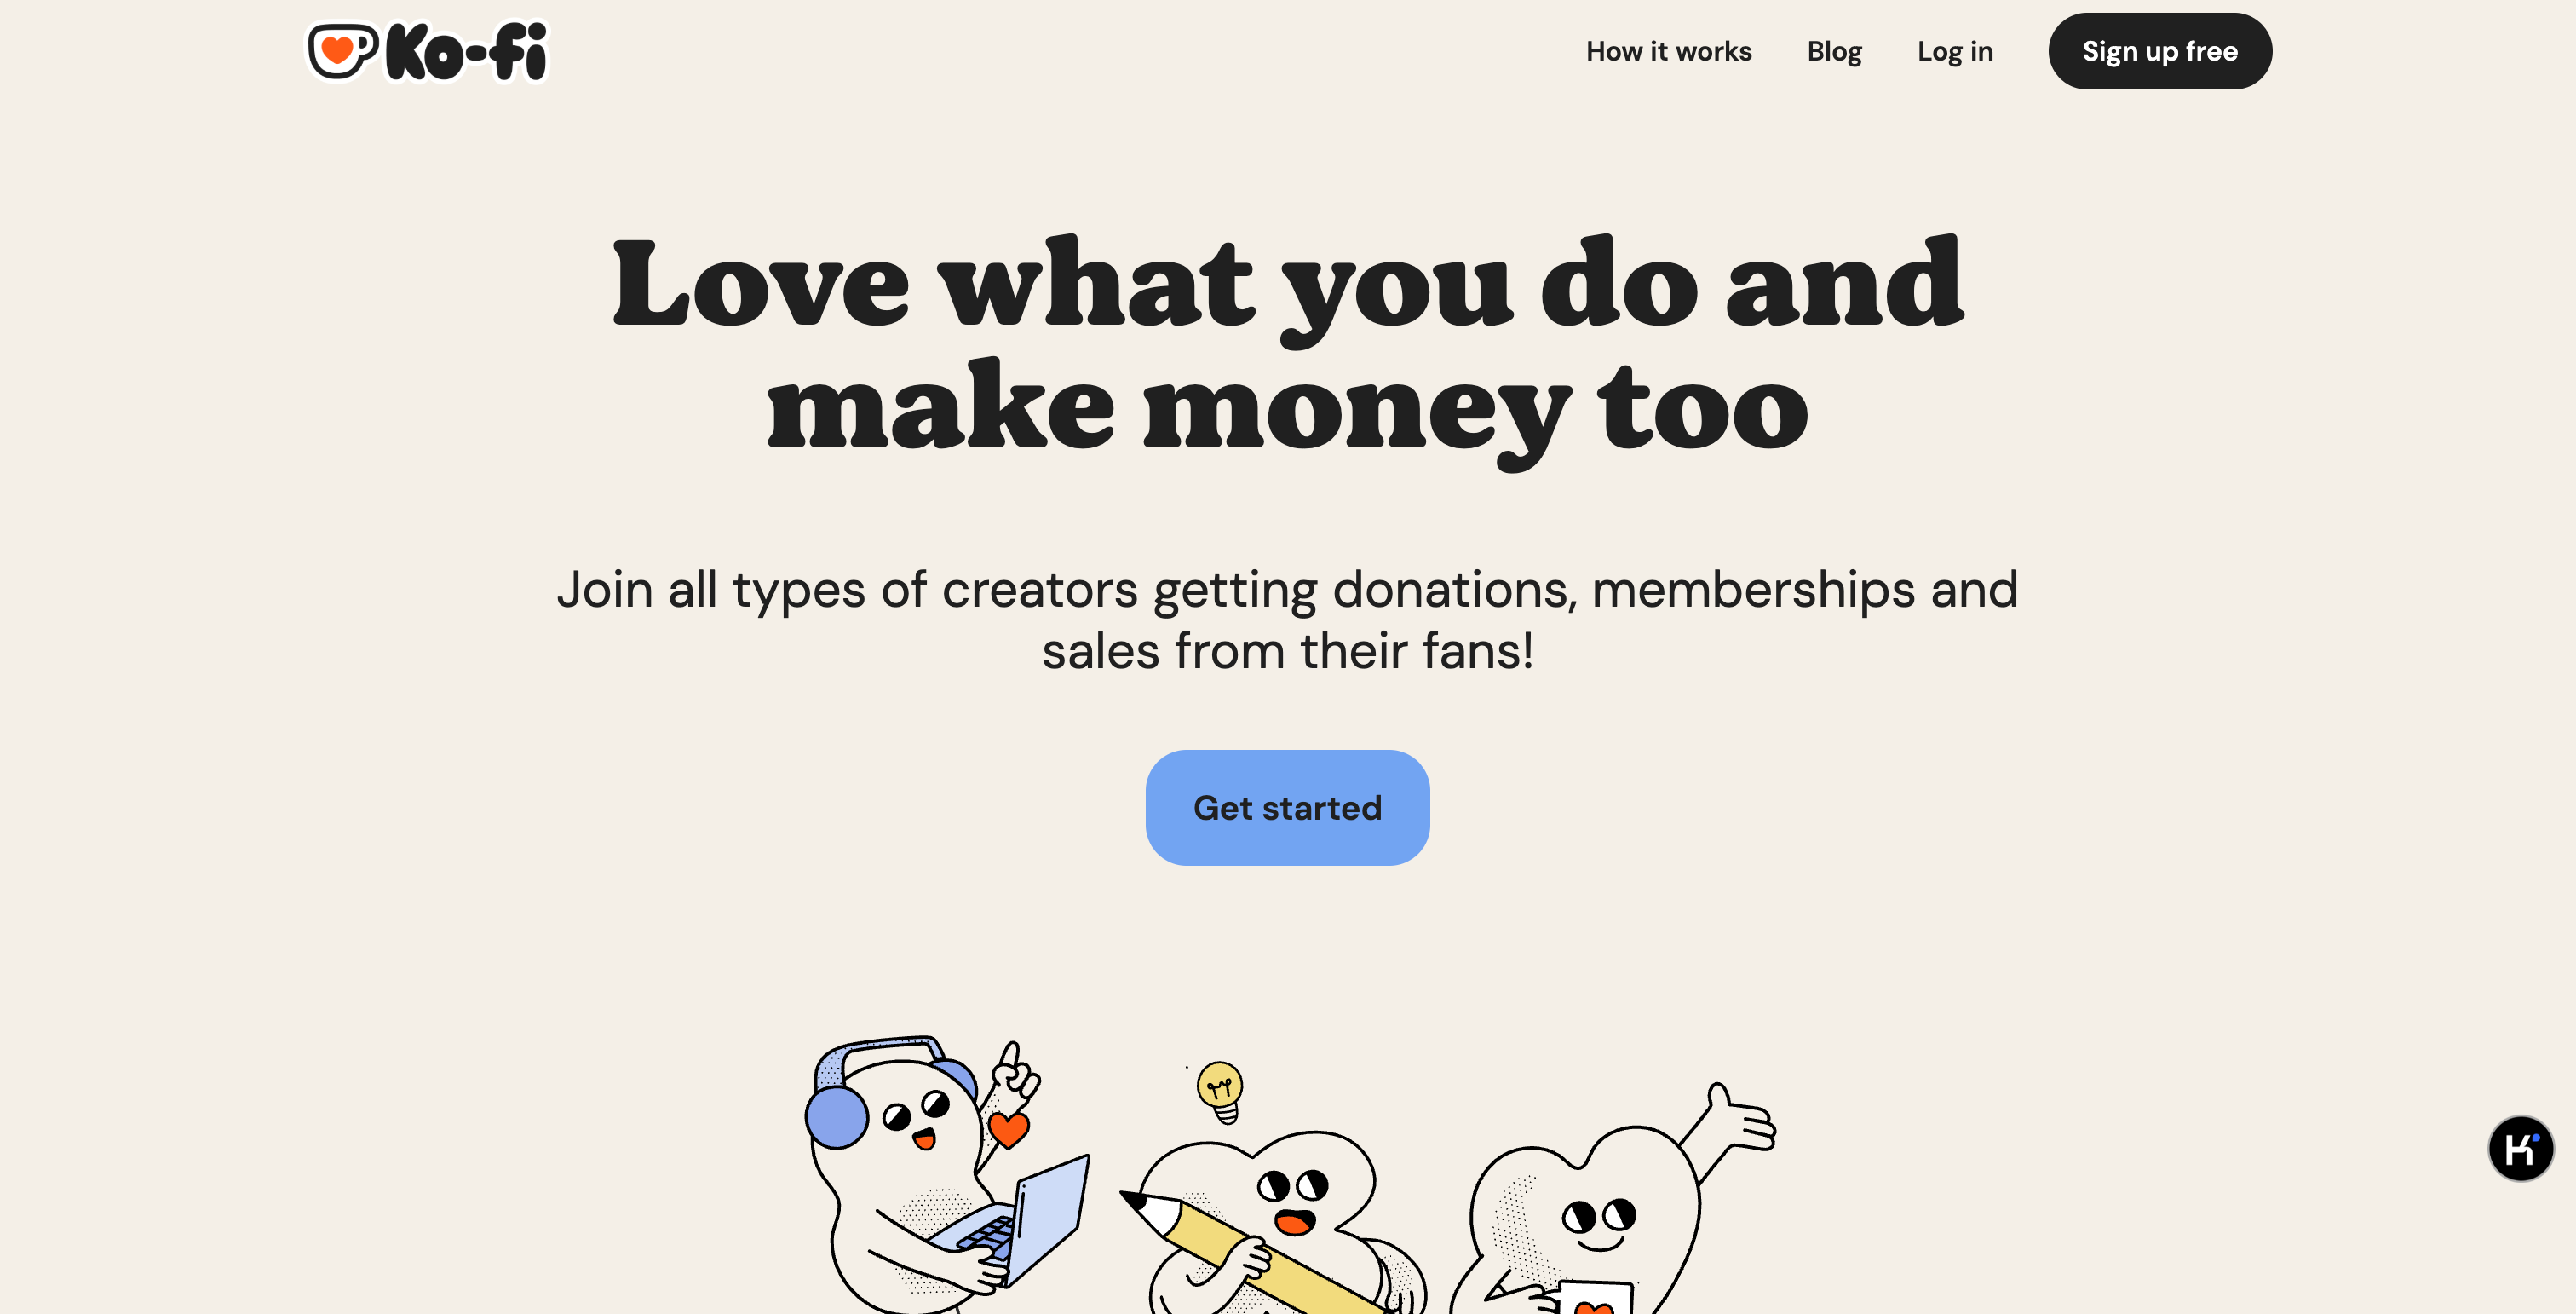 Ko-fi
How it works
Blog
Log in
Sign up free
Love what you do and
make money too
Join all types of creators getting donations, memberships and
sales from their fans!
Get started
K